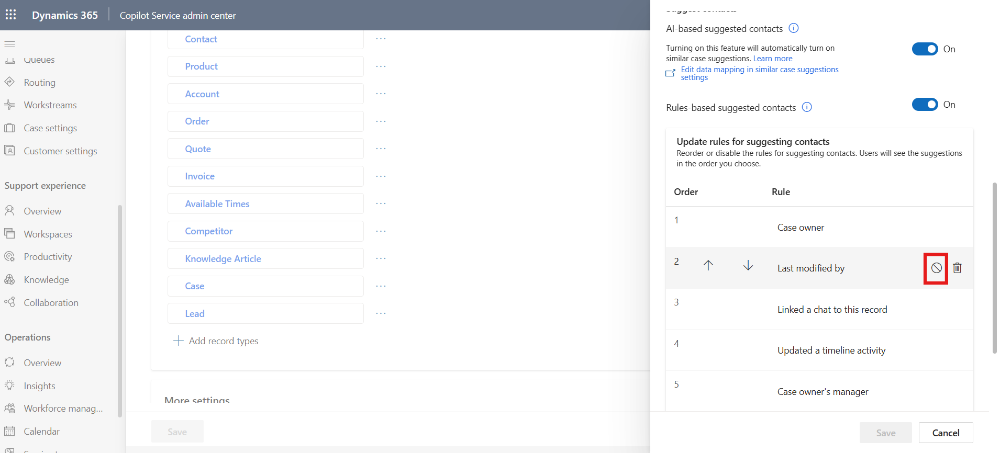 Dynamics 365
Copilot Service admin center
Queues
Routing
Workstreams
Case settings
Customer settings
Support experience
Overview
Workspaces
Productivity
Knowledge
Collaboration
Operations
Overview
Insights
Workforce manag...
Calendar
Contact
Product
Account
Order
Quote
Invoice
Available Times
Competitor
Knowledge Article
Case
Lead
Add record types
More settings
Save
AI-based suggested contacts
Turning on this feature will automatically turn on
similar case suggestions. Learn more
On
Edit data mapping in similar case suggestions
settings
Rules-based suggested contacts
On
Update rules for suggesting contacts
Reorder or disable the rules for suggesting contacts. Users will see the suggestions
in the order you choose.
Order Rule
1 Case owner
2 Last modified by
3 Linked a chat to this record
4 Updated a timeline activity
5 Case owner's manager
Save
Cancel